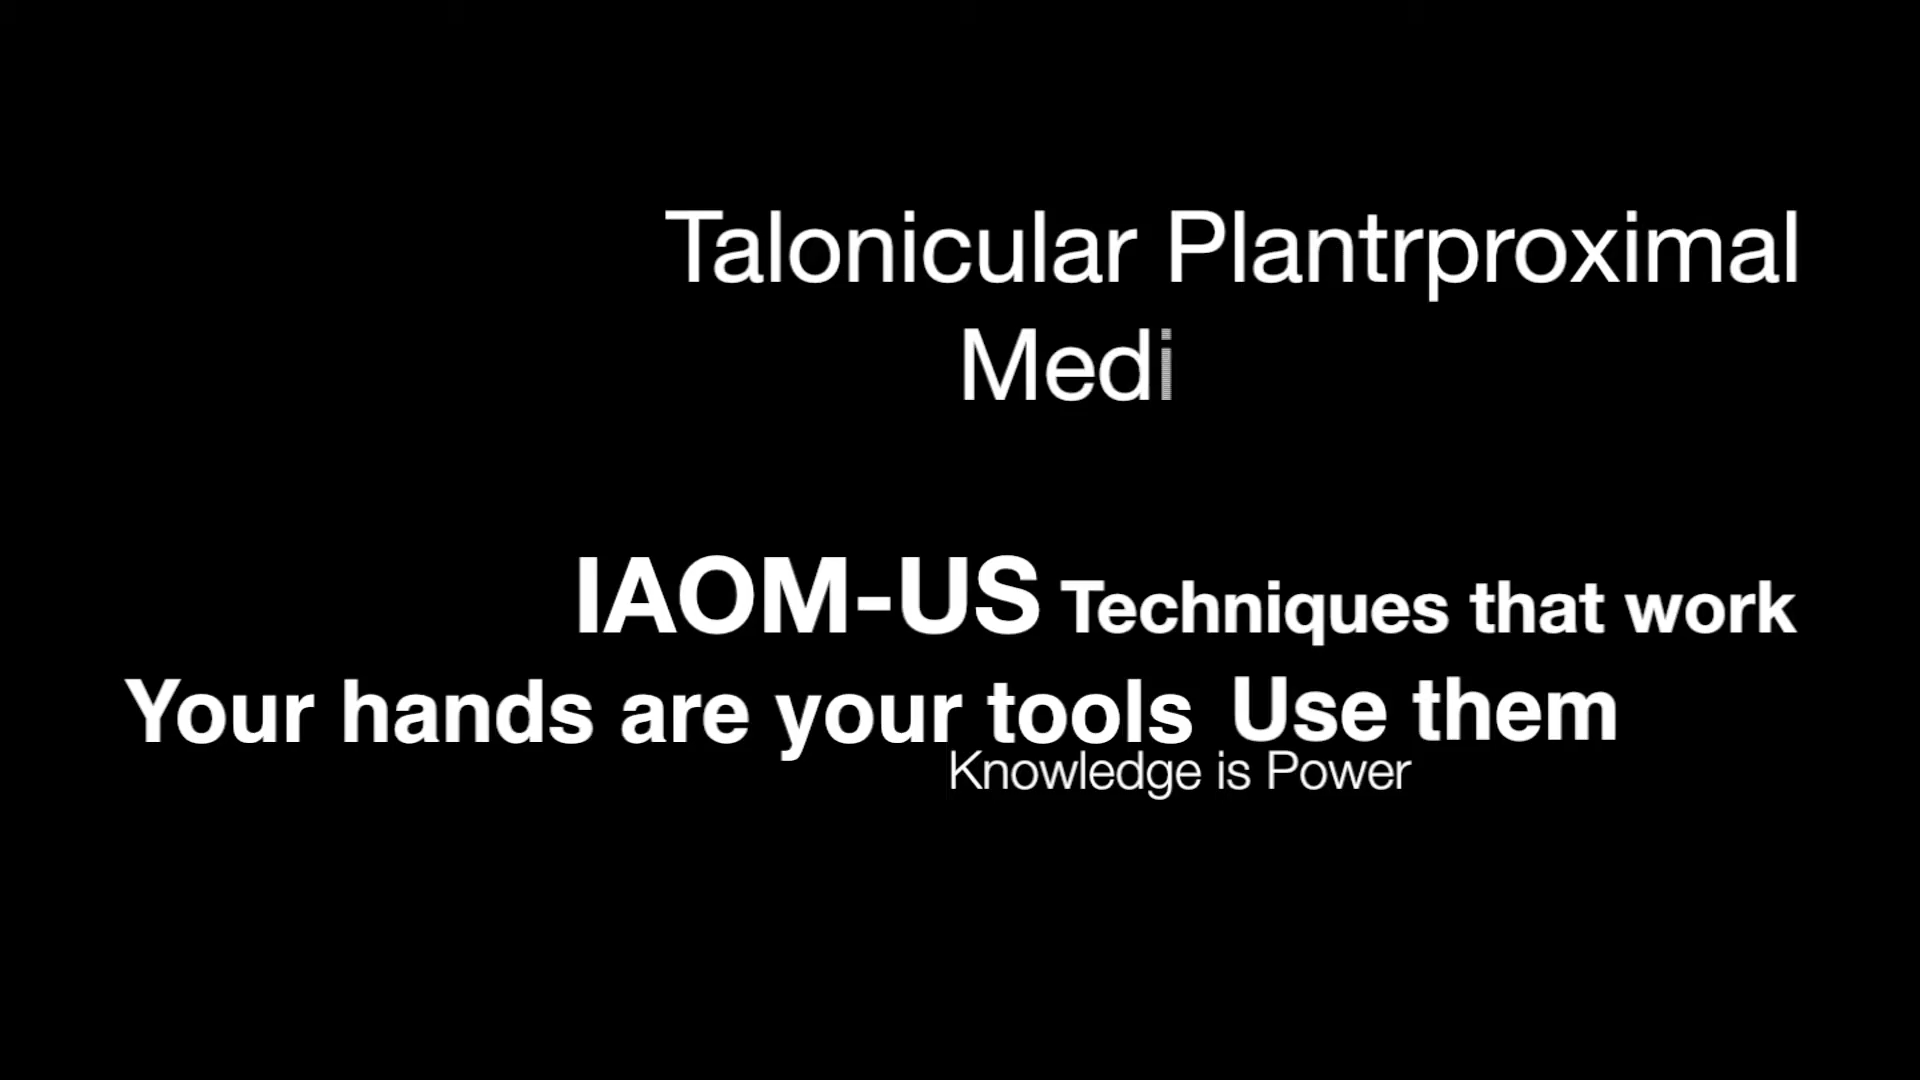 Talonicular Plantrproximal
Medi
IAOM-US Techniques that work
Your hands are your tools Use them
Knowledge is Power